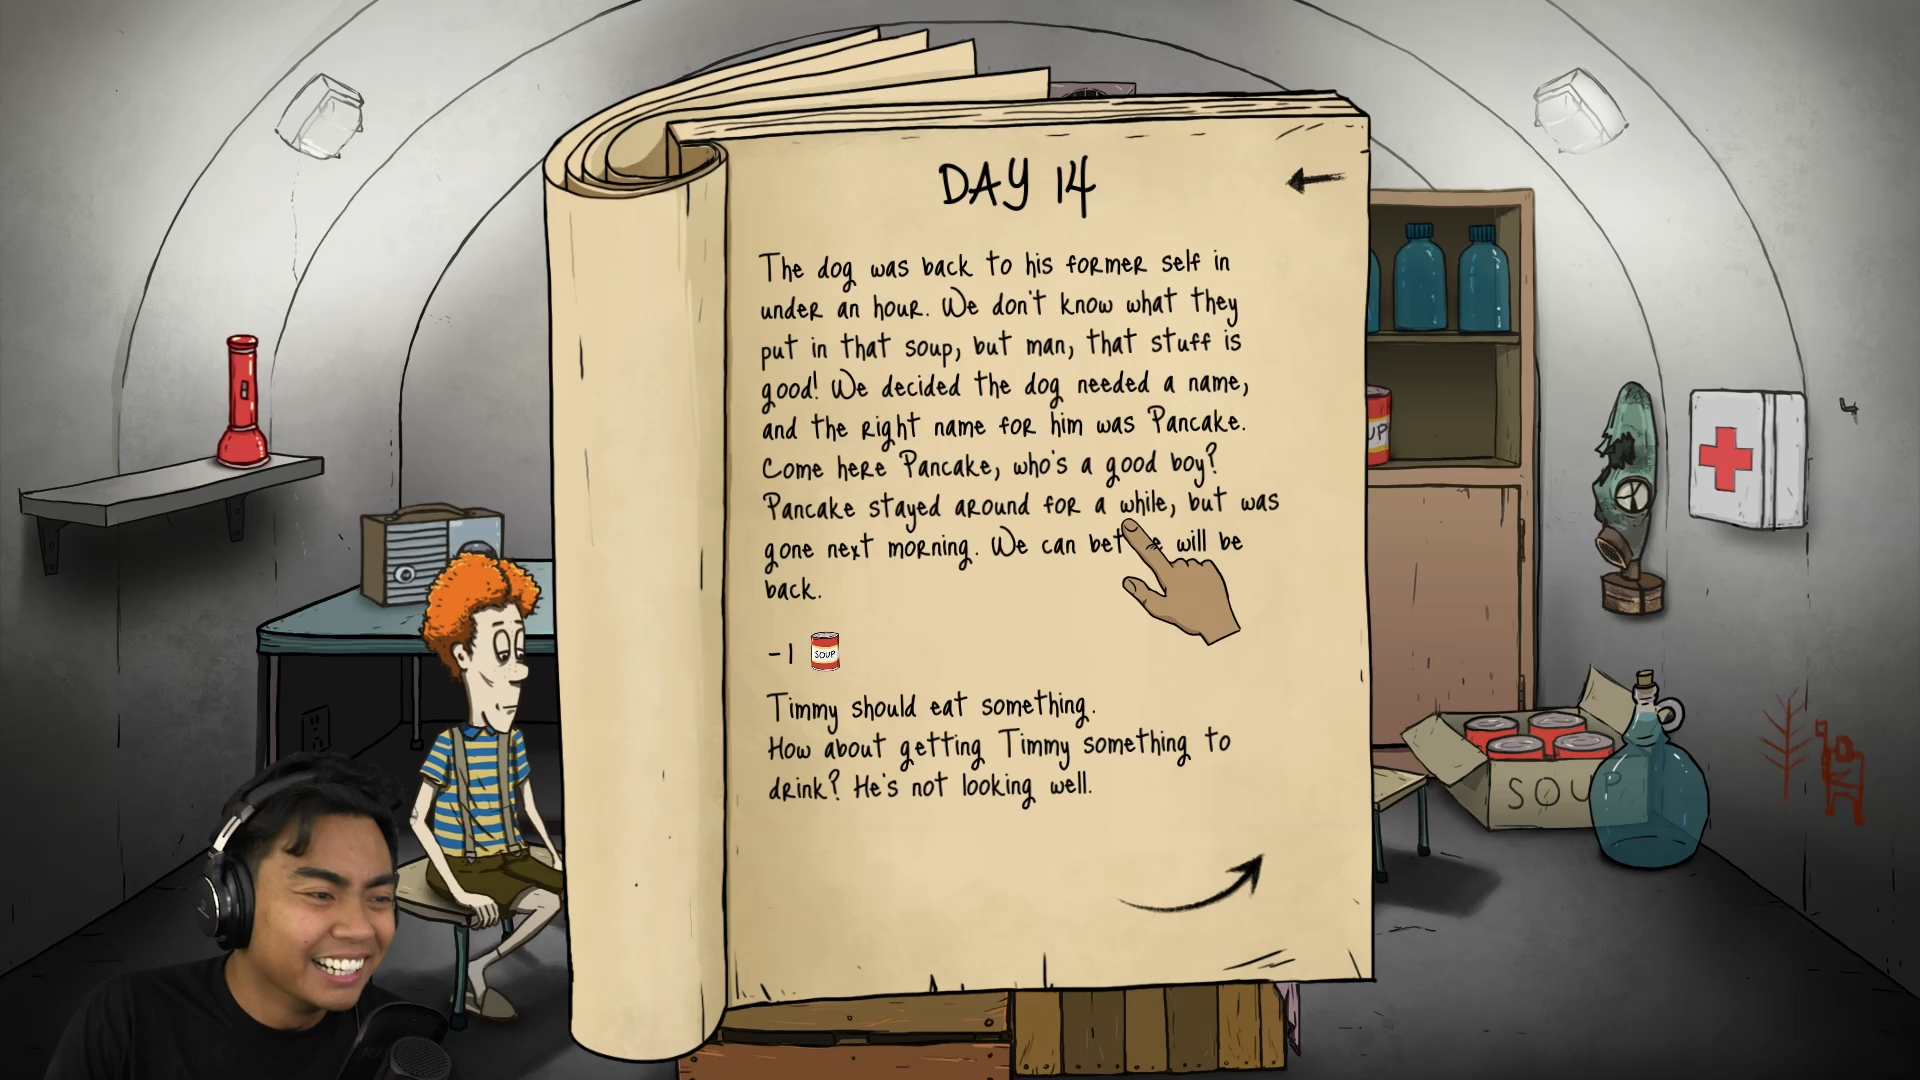 DAY 14
The dog was back to his former self in
under an hour. We don't know what they
put in that soup, but man, that stuff is
good! We decided the dog needed a name,
and the right name for him was Pancake.
Come here Pancake, who's a good boy?
Pancake stayed around for a while, but was
gone next morning. We can bet will be
back.
-1 SOUP
Timmy should eat something.
How about getting Timmy something to
drink? He's not looking well.
UP
SOUP